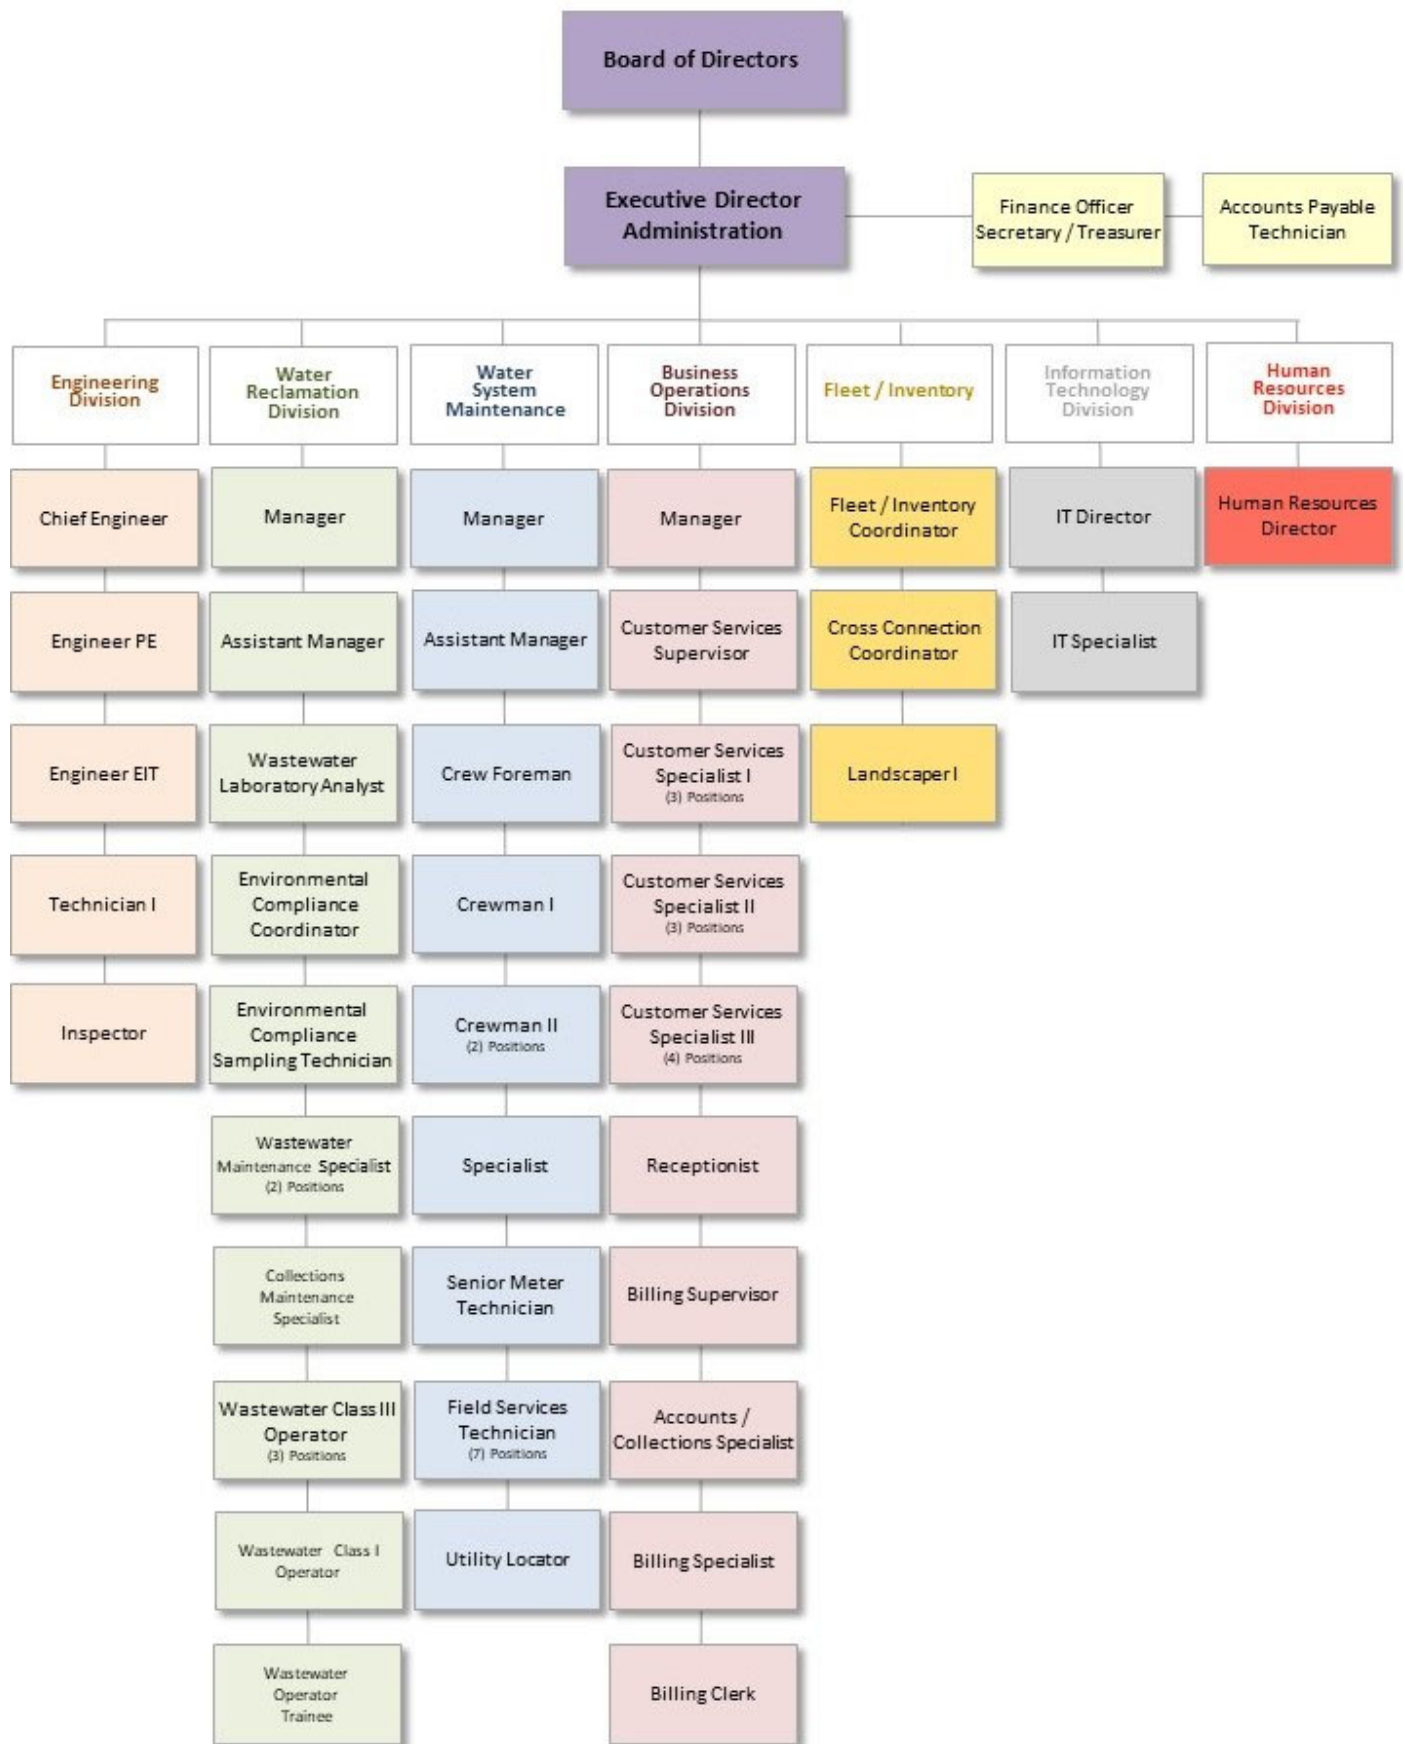 Board of Directors
Executive Director
Administration
Finance Officer
Secretary / Treasurer
Accounts Payable
Technician
Engineering
Division
Water
Reclamation
Division
Water
System
Maintenance
Business
Operations
Division
Fleet / Inventory
Information
Technology
Division
Human
Resources
Division
Chief Engineer
Manager
Manager
Manager
Fleet / Inventory
Coordinator
IT Director
Human Resources
Director
Engineer PE
Assistant Manager
Assistant Manager
Customer Services
Supervisor
Cross Connection
Coordinator
IT Specialist
Engineer EIT
Wastewater
Laboratory Analyst
Crew Foreman
Customer Services
Specialist I
(3) Positions
Landscaper I
Technician I
Environmental
Compliance
Coordinator
Crewman I
Customer Services
Specialist II
(3) Positions
Inspector
Environmental
Compliance
Sampling Technician
Crewman II
(2) Positions
Customer Services
Specialist III
(4) Positions
Wastewater
Maintenance Specialist
(2) Positions
Specialist
Receptionist
Collections
Maintenance
Specialist
Senior Meter
Technician
Billing Supervisor
Wastewater Class III
Operator
(3) Positions
Field Services
Technician
(7) Positions
Accounts /
Collections Specialist
Wastewater Class I
Operator
Utility Locator
Billing Specialist
Wastewater
Operator
Trainee
Billing Clerk